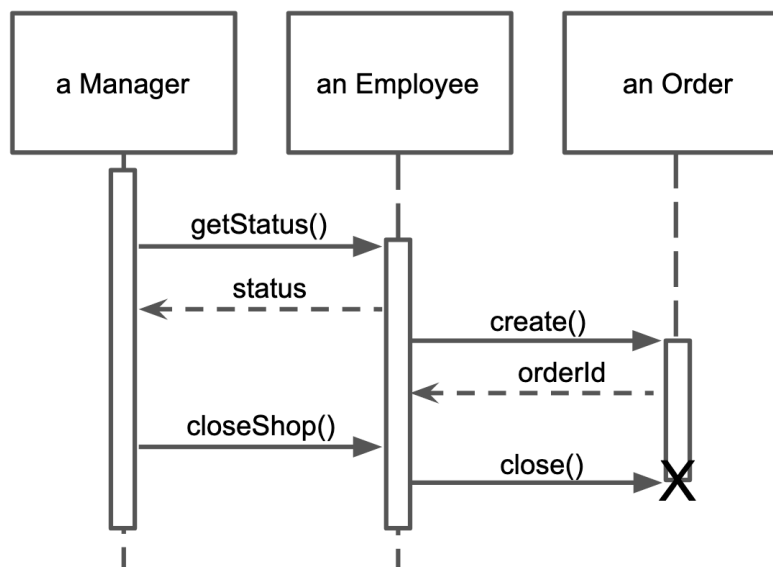 a Manager
an Employee
an Order
getStatus()
status
create()
orderId
closeShop()
close()
X